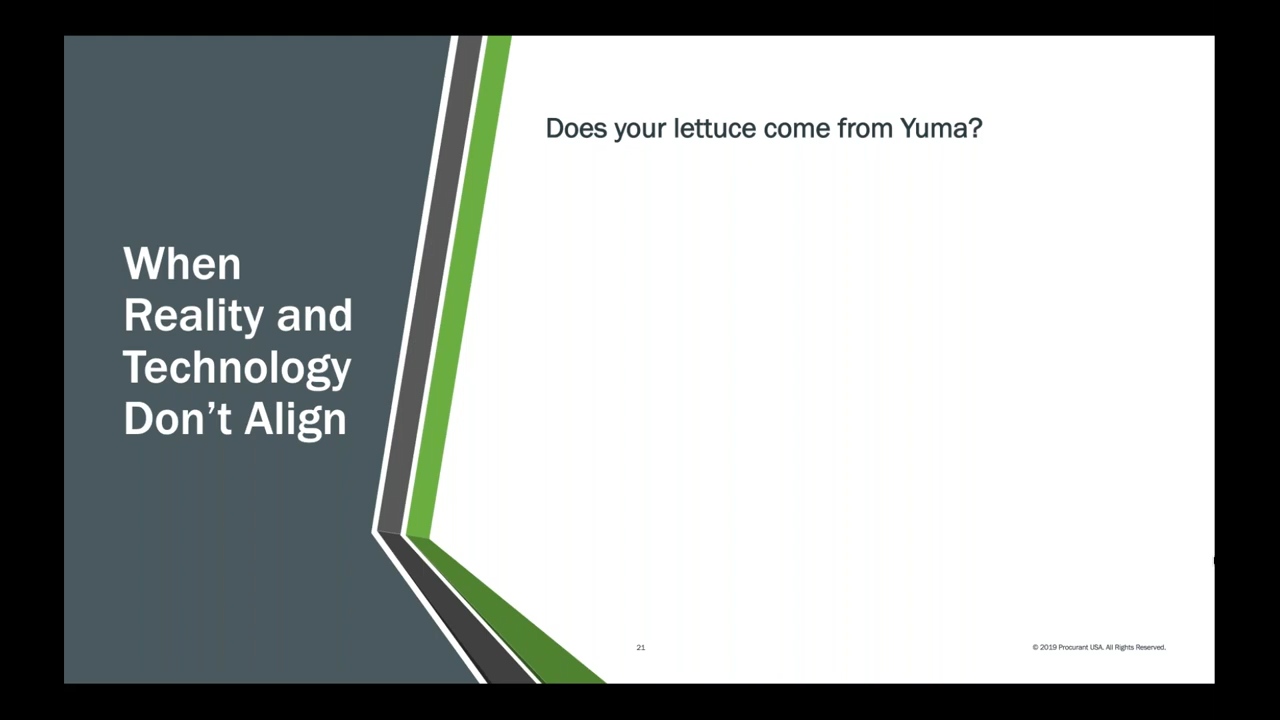 When
Reality and
Technology
Don’t Align
Does your lettuce come from Yuma?
21
© 2019 Procurant USA. All Rights Reserved.